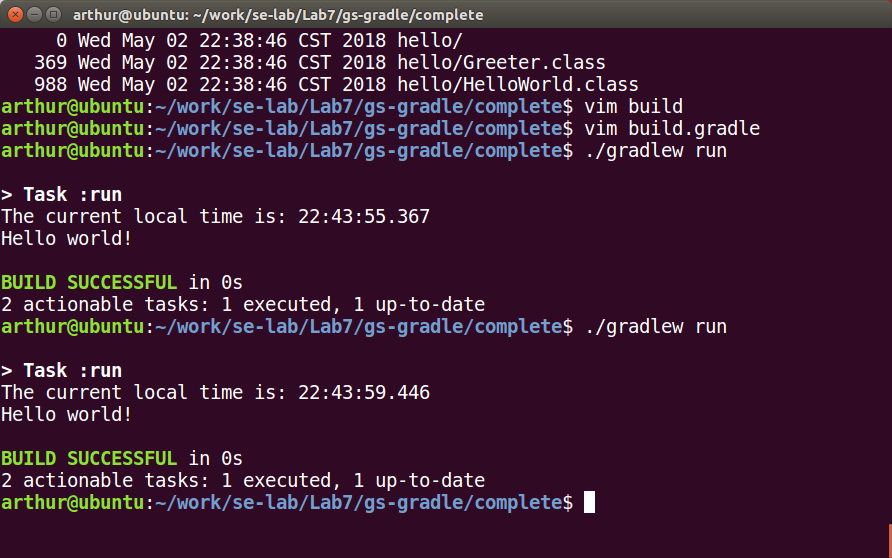 arthur@ubuntu: ~/work/se-lab/Lab7/gs-gradle/complete
     0 Wed May 02 22:38:46 CST 2018 hello/
   369 Wed May 02 22:38:46 CST 2018 hello/Greeter.class
   988 Wed May 02 22:38:46 CST 2018 hello/HelloWorld.class
arthur@ubuntu:~/work/se-lab/Lab7/gs-gradle/complete$ vim build
arthur@ubuntu:~/work/se-lab/Lab7/gs-gradle/complete$ vim build.gradle
arthur@ubuntu:~/work/se-lab/Lab7/gs-gradle/complete$ ./gradlew run
> Task :run
The current local time is: 22:43:55.367
Hello world!
BUILD SUCCESSFUL in 0s
2 actionable tasks: 1 executed, 1 up-to-date
arthur@ubuntu:~/work/se-lab/Lab7/gs-gradle/complete$ ./gradlew run
> Task :run
The current local time is: 22:43:59.446
Hello world!
BUILD SUCCESSFUL in 0s
2 actionable tasks: 1 executed, 1 up-to-date
arthur@ubuntu:~/work/se-lab/Lab7/gs-gradle/complete$